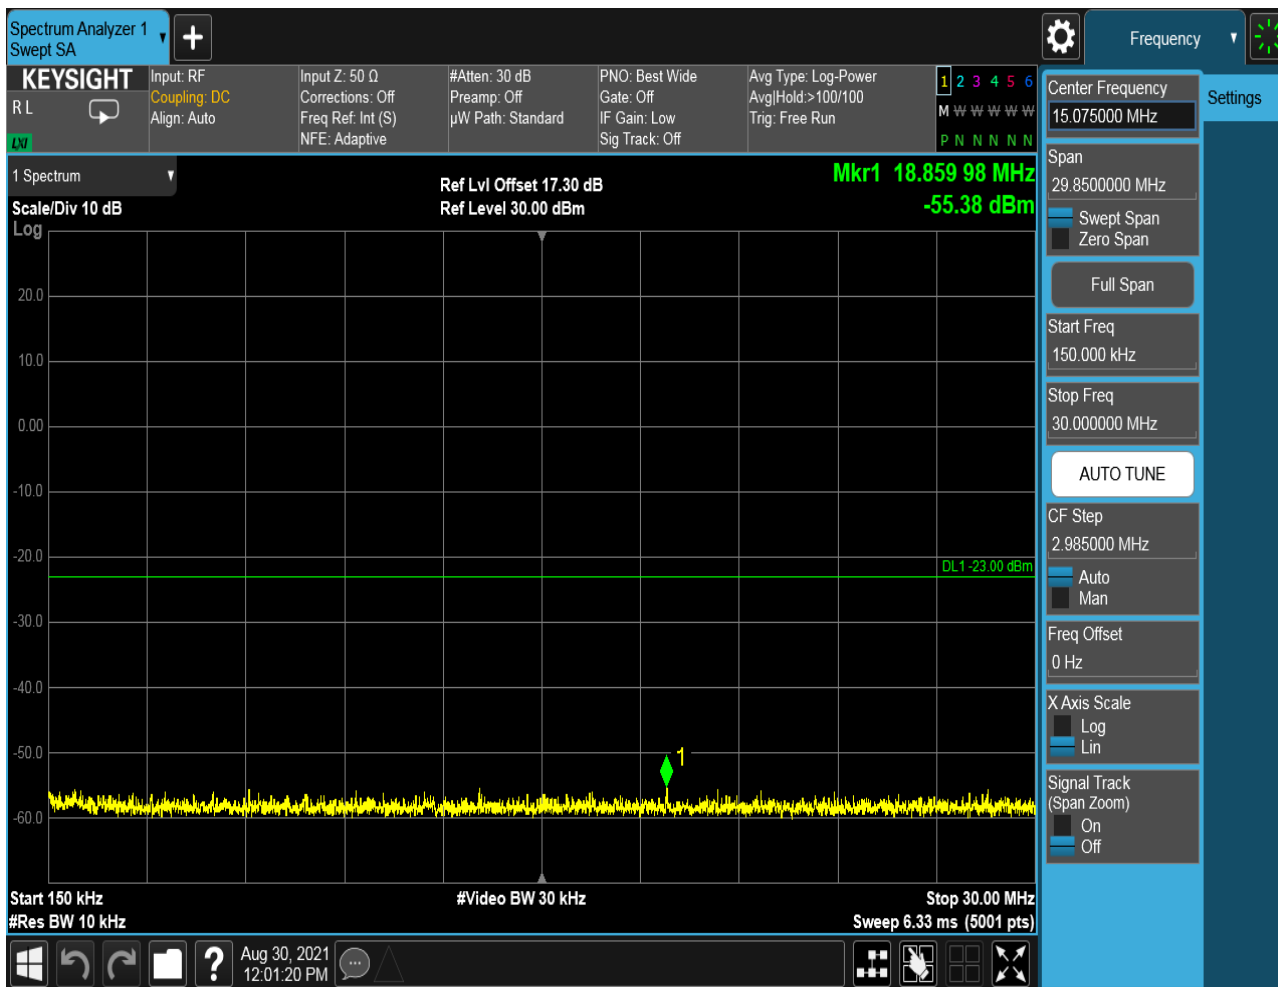 Spectrum Analyzer 1
Swept SA
Frequency
KEYSIGHT
R L
LXI
Input: RF
Coupling: DC
Align: Auto
Input Z: 50 Ω
Corrections: Off
Freq Ref: Int (S)
NFE: Adaptive
#Atten: 30 dB
Preamp: Off
µW Path: Standard
PNO: Best Wide
Gate: Off
IF Gain: Low
Sig Track: Off
Avg Type: Log-Power
Avg|Hold:>100/100
Trig: Free Run
1 2 3 4 5 6
M W W W W W
P N N N N N
1 Spectrum
Scale/Div 10 dB
Log
Ref Lvl Offset 17.30 dB
Ref Level 30.00 dBm
Mkr1 18.859 98 MHz
-55.38 dBm
20.0
10.0
0.00
-10.0
-20.0
DL1 -23.00 dBm
-30.0
-40.0
-50.0
1
-60.0
Start 150 kHz
#Video BW 30 kHz
Stop 30.00 MHz
#Res BW 10 kHz
Sweep 6.33 ms (5001 pts)
Center Frequency
15.075000 MHz
Settings
Span
29.8500000 MHz
Swept Span
Zero Span
Full Span
Start Freq
150.000 kHz
Stop Freq
30.000000 MHz
AUTO TUNE
CF Step
2.985000 MHz
Auto
Man
Freq Offset
0 Hz
X Axis Scale
Log
Lin
Signal Track
(Span Zoom)
On
Off
?
Aug 30, 2021
12:01:20 PM